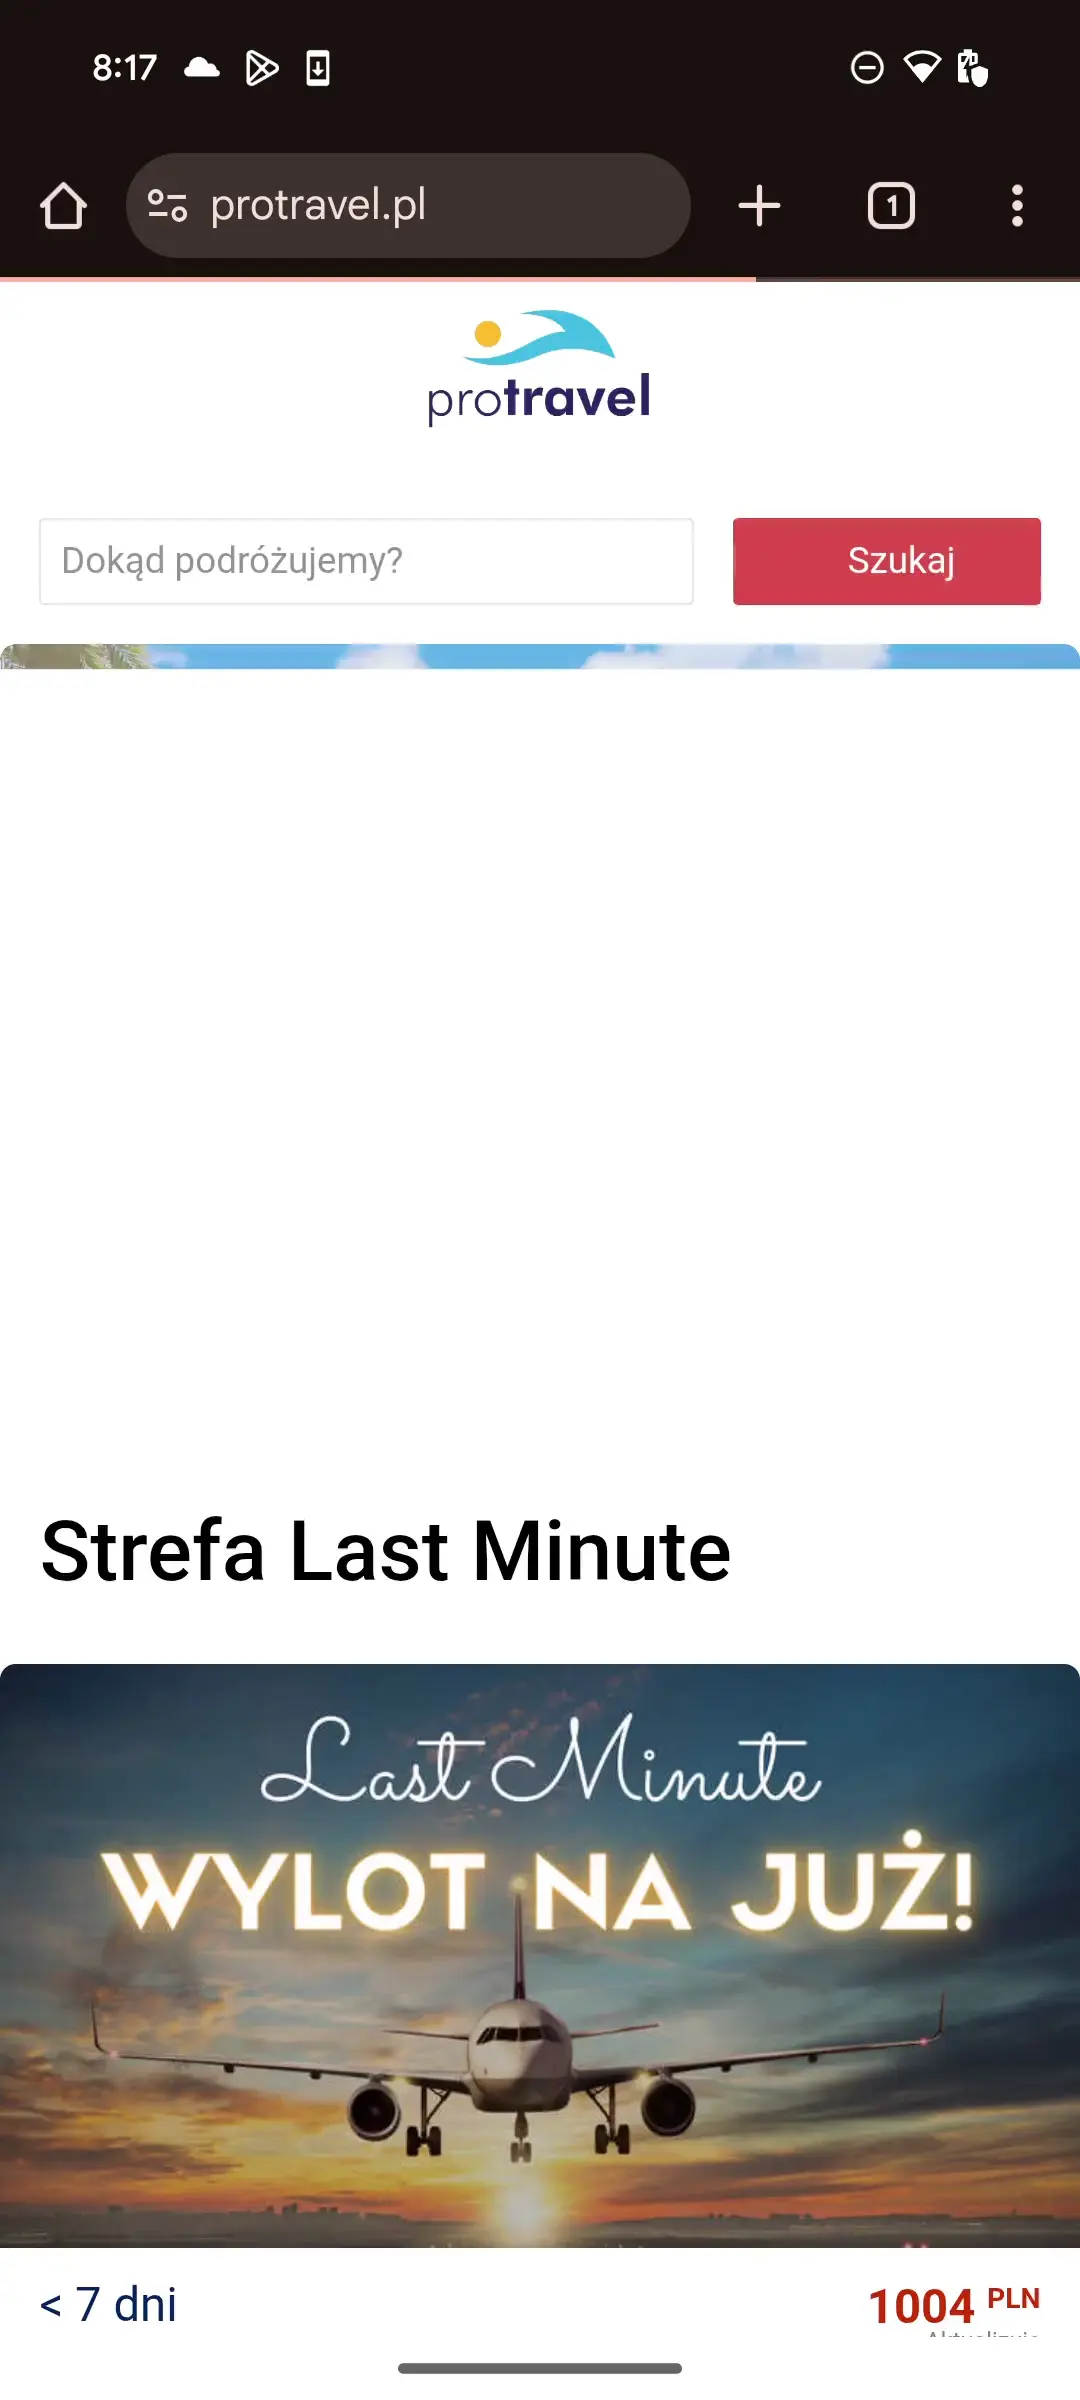 8:17
protravel.pl
1
protravel
Dokąd podróżujemy?
Szukaj
Strefa Last Minute
Last Minute
WYLOT NA JUŻ!
< 7 dni
1004 PLN